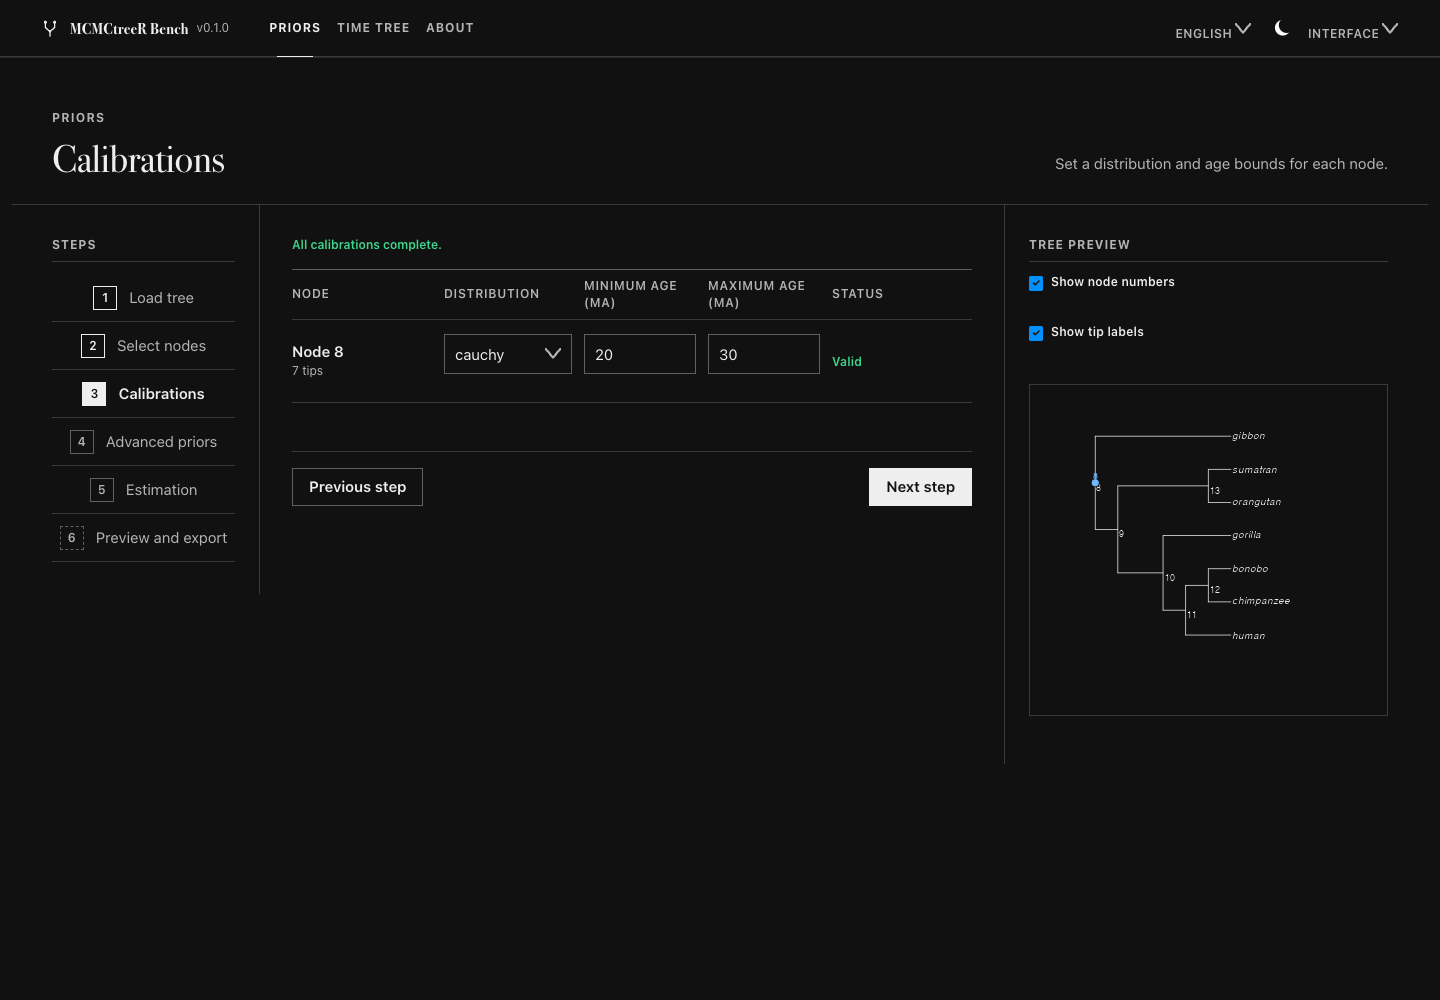 MCMCtreeR Bench v0.1.0
PRIORS TIME TREE ABOUT
ENGLISH
INTERFACE
PRIORS
Calibrations
Set a distribution and age bounds for each node.
STEPS
1 Load tree
2 Select nodes
3 Calibrations
4 Advanced priors
5 Estimation
6 Preview and export
All calibrations complete.
NODE DISTRIBUTION MINIMUM AGE (MA) MAXIMUM AGE (MA) STATUS
Node 8 cauchy 20 30 Valid
7 tips
Previous step
Next step
TREE PREVIEW
Show node numbers
Show tip labels
gibbon
sumatran
8
13
orangutan
9
gorilla
bonobo
10
12
chimpanzee
11
human